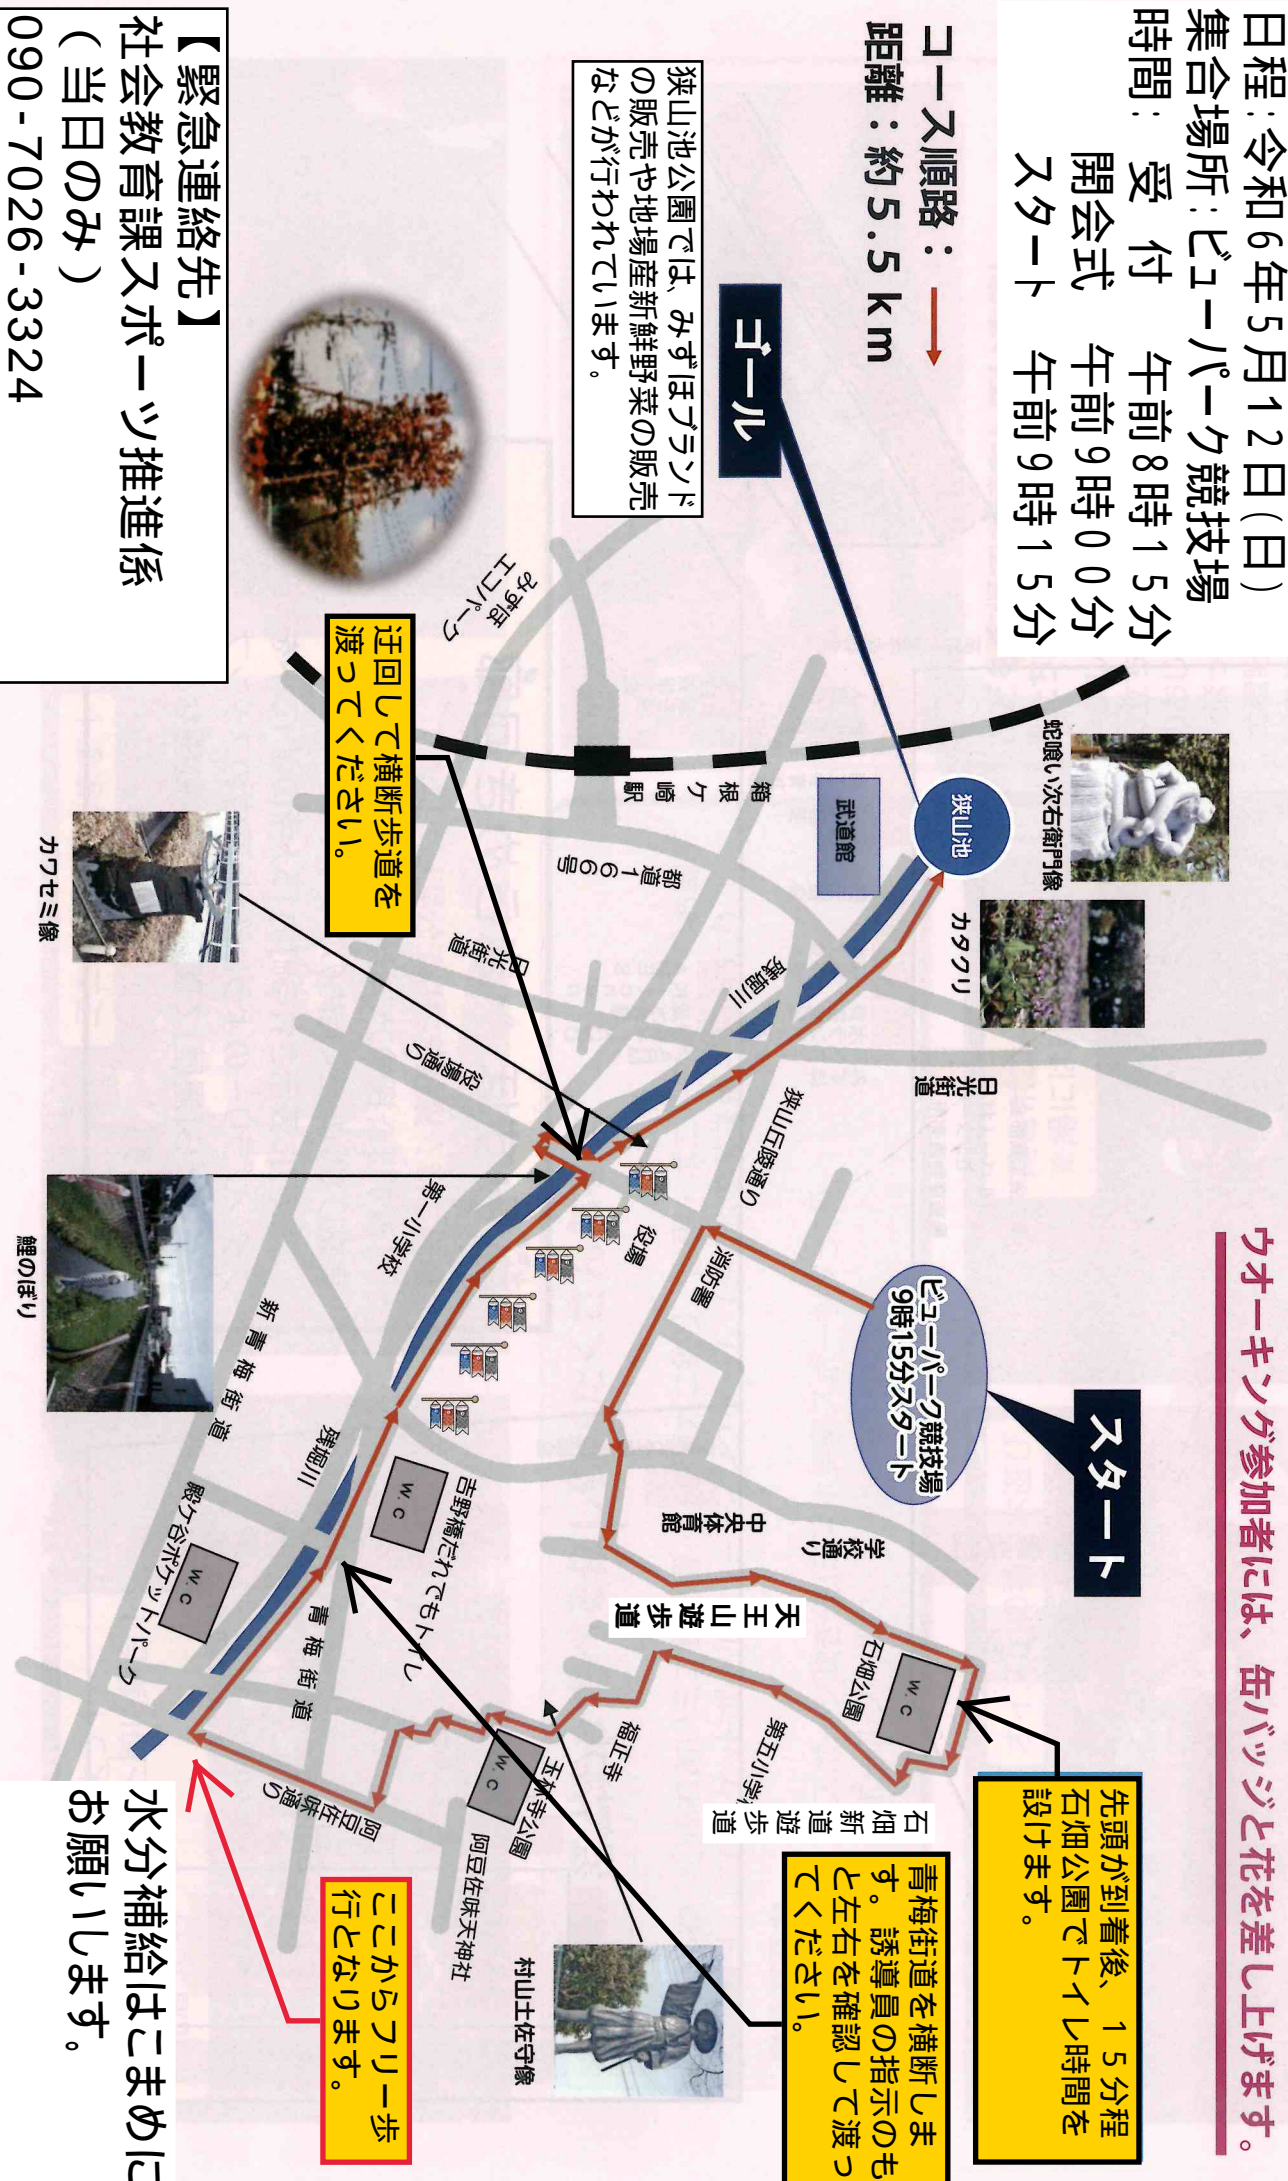 日程:令和6年5月12日(日)
集合場所:ビューパーク競技場
時間: 受 付 午前8時15分
開会式 午前9時00分
スタート 午前9時15分
コース順路:
距離:約5.5km
ウオーキング参加者には、缶バッジと花を差し上げます。
スタート
ビューパーク競技場
9時15分スタート
ゴール
狭山池公園では、みずほブランド
の販売や地場産新鮮野菜の販売
などが行われています。
蛇喰い次右衛門像
カタクリ
狭山池
武道館
箱根ケ崎駅
都道166号
日光街道
日光街道
残堀川
狭山丘陵通り
みずほ
エコパーク
迂回して横断歩道を
渡ってください。
役場通り
役場
消防署
第一小学校
新青梅街道
残堀川
青梅街道
殿ケ谷ポケットパーク
W.C
吉野橋だれでもトイレ
W.C
中央体育館
学校通り
天王山遊歩道
石畑公園
W.C
先頭が到着後、15分程
石畑公園でトイレ時間を
設けます。
第五小学校
石畑新道遊歩道
福正寺
玉林寺公園
W.C
阿豆佐味天神社
阿豆佐味通り
青梅街道を横断しま
す。誘導員の指示のも
と左右を確認して渡っ
てください。
村山土佐守像
ここからフリー歩
行となります。
水分補給はこまめに
お願いします。
カワセミ像
鯉のぼり
【緊急連絡先】
社会教育課スポーツ推進係
(当日のみ)
090-7026-3324